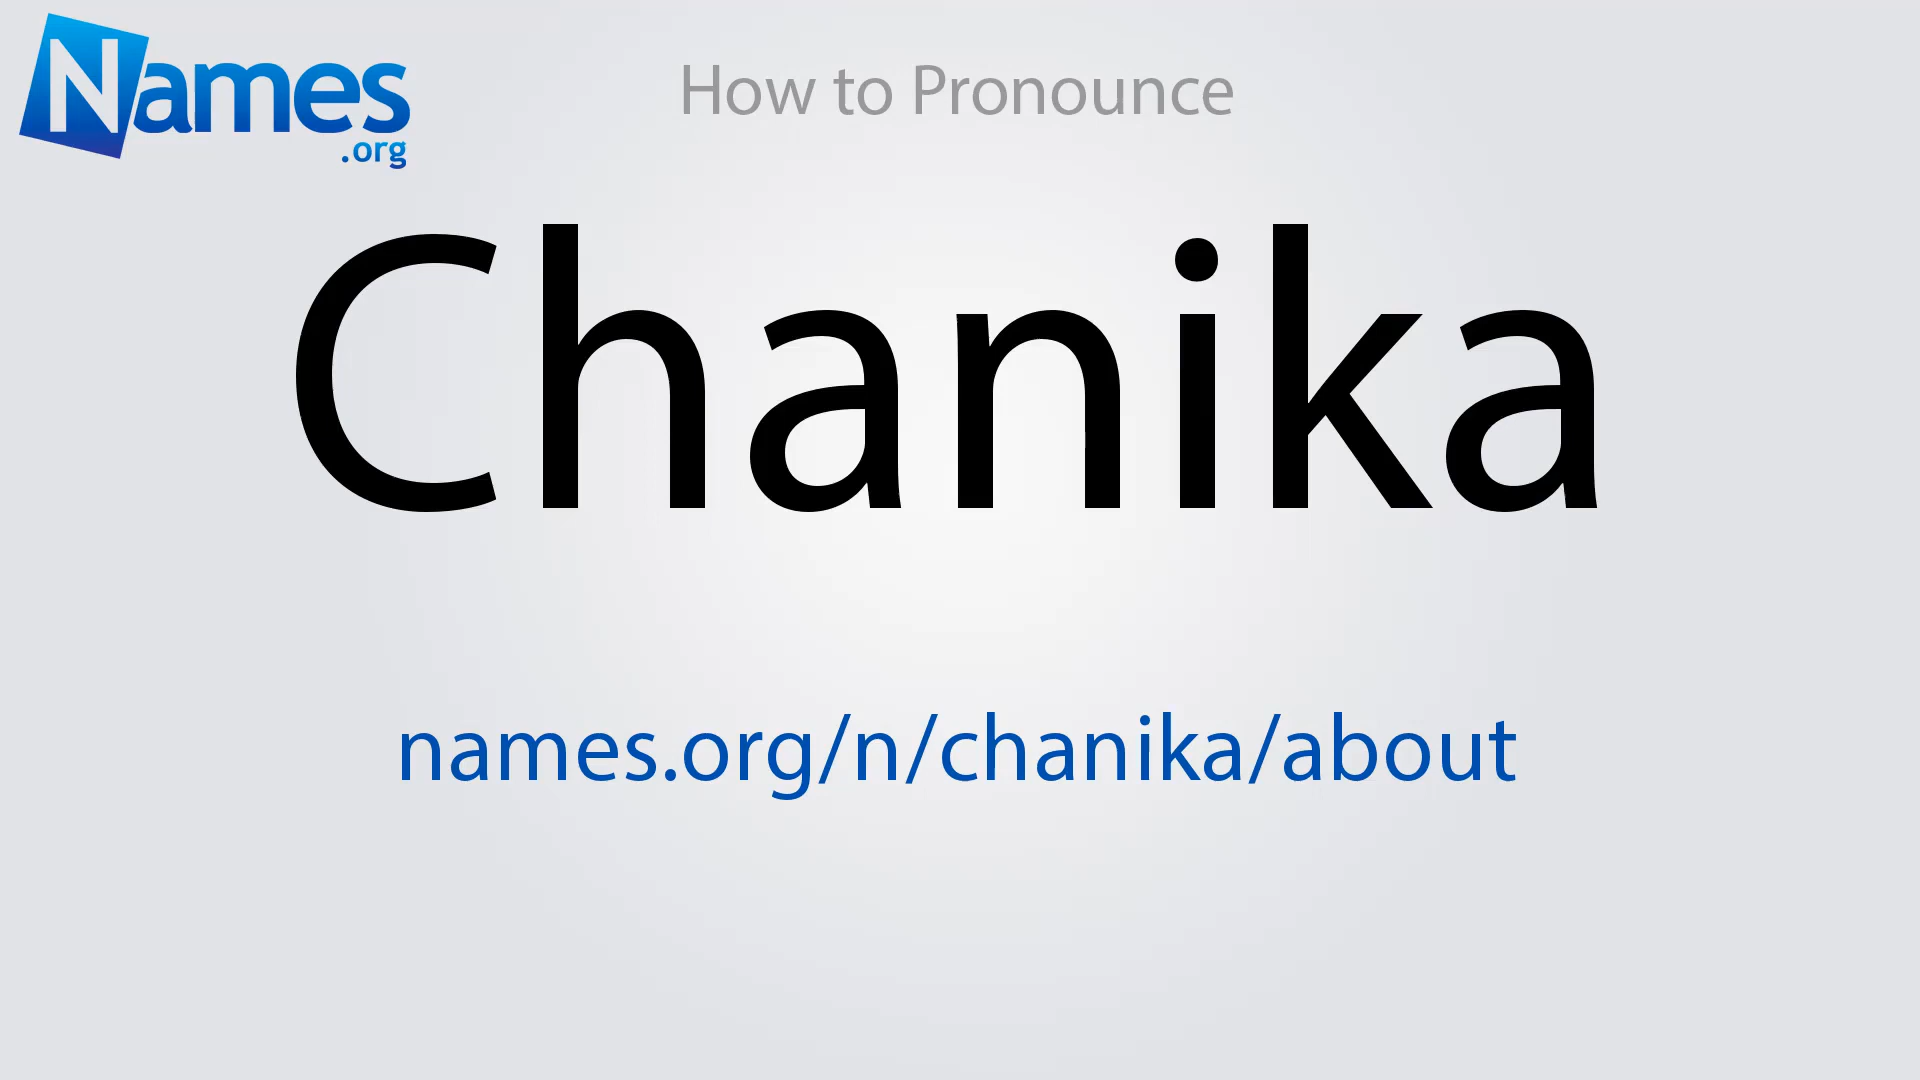 Names
.org
How to Pronounce
Chanika
names.org/n/chanika/about